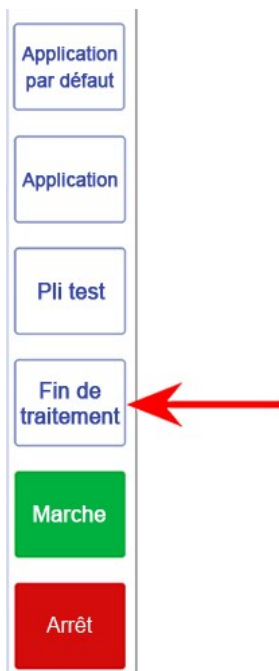 Application
par défaut
Application
Pli test
Fin de
traitement
Marche
Arrêt